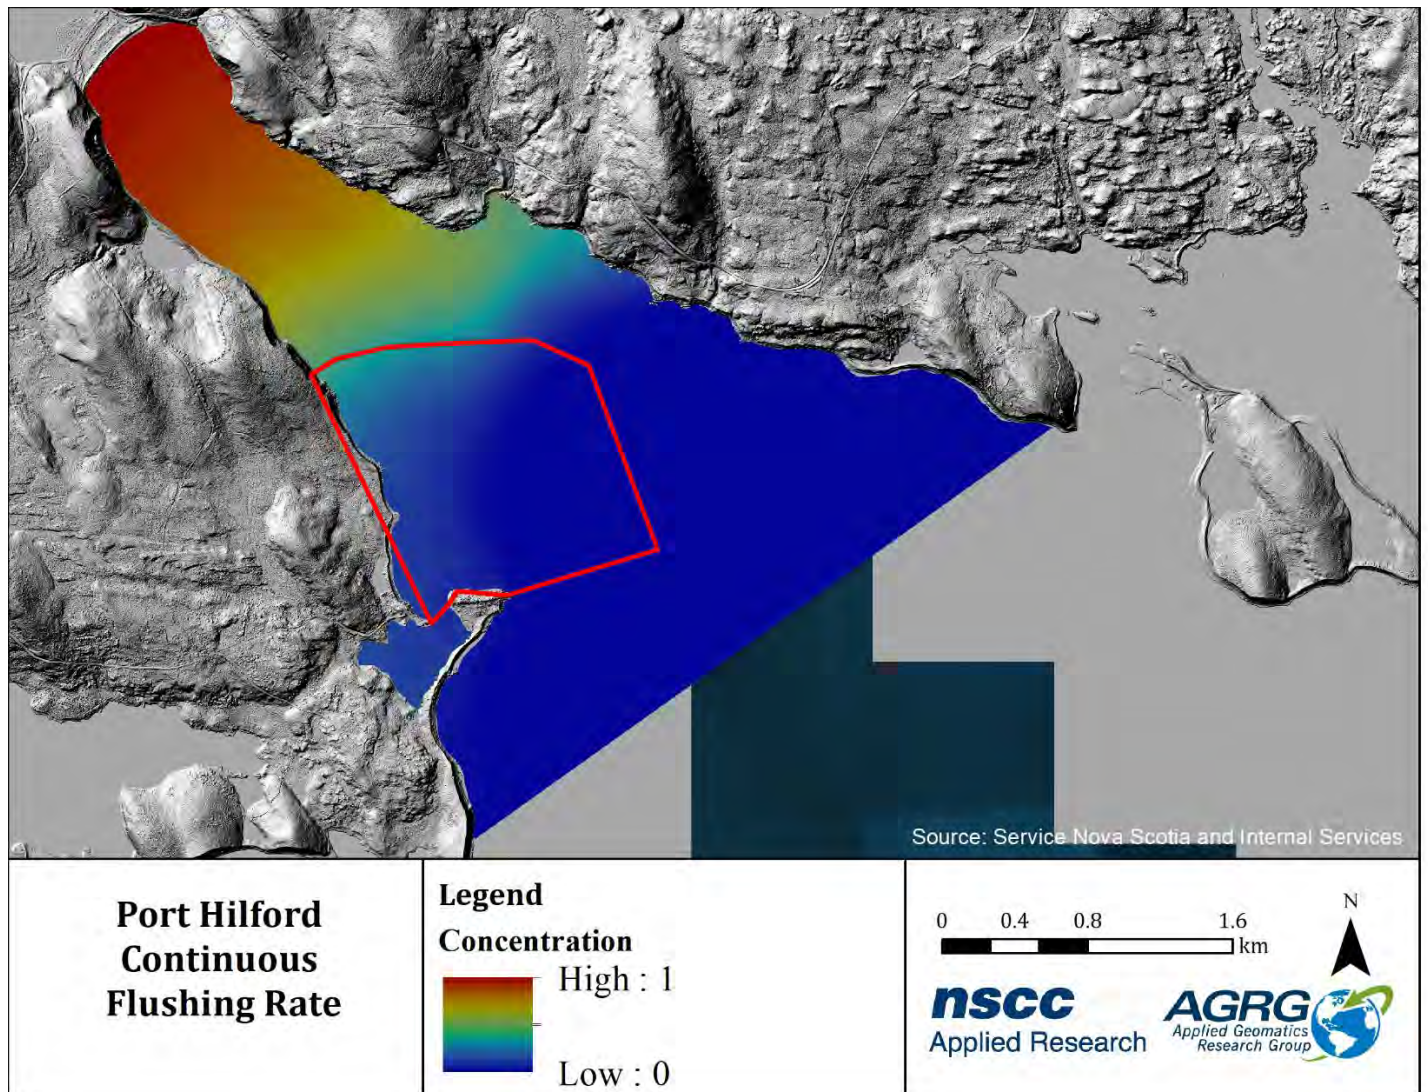 Source: Service Nova Scotia and Internal Services
Port Hilford
Continuous
Flushing Rate
Legend
Concentration
High : 1
Low : 0
0 0.4 0.8 1.6
km
N
nscc
Applied Research
AGRG
Applied Geomatics
Research Group